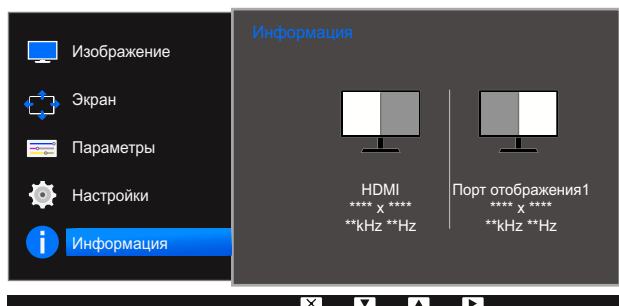 Изображение
Экран
Параметры
Настройки
Информация
Информация
HDMI
**** x ****
**kHz **Hz
Порт отображения1
**** x ****
**kHz **Hz